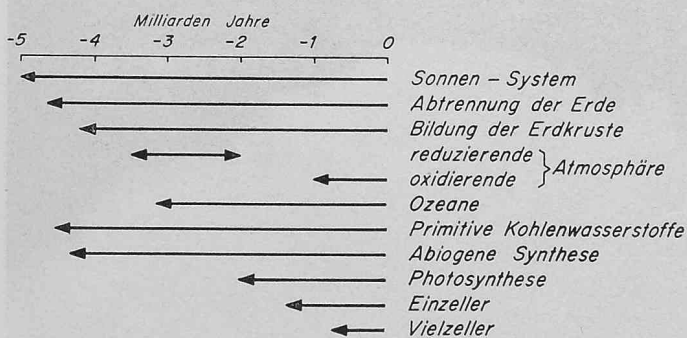 Milliarden Jahre
-5 -4 -3 -2 -1 0
Sonnen - System
Abtrennung der Erde
Bildung der Erdkruste
reduzierende
oxidierende } Atmosphäre
Ozeane
Primitive Kohlenwasserstoffe
Abiogene Synthese
Photosynthese
Einzeller
Vielzeller